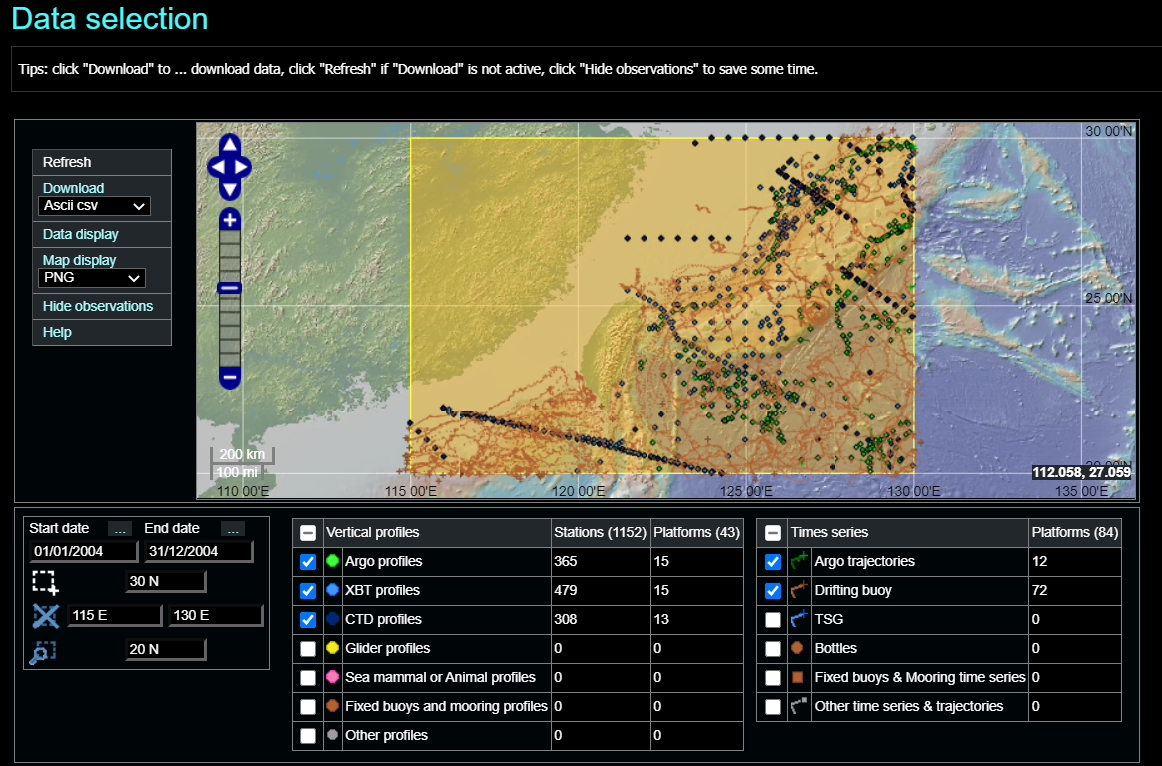 Data selection
Tips: click "Download" to ... download data, click "Refresh" if "Download" is not active, click "Hide observations" to save some time.
Refresh
Download
Ascii csv
Data display
Map display
PNG
Hide observations
Help
30 00'N
25 00'N
200 km
100 mi
112.058, 27.059
110 00'E
115 00'E
120 00'E
125 00'E
130 00'E
135 00'E
Start date ... End date ...
01/01/2004 31/12/2004
30 N
115 E 130 E
20 N
Vertical profiles Stations (1152) Platforms (43)
Argo profiles 365 15
XBT profiles 479 15
CTD profiles 308 13
Glider profiles 0 0
Sea mammal or Animal profiles 0 0
Fixed buoys and mooring profiles 0 0
Other profiles 0 0
Times series Platforms (84)
Argo trajectories 12
Drifting buoy 72
TSG 0
Bottles 0
Fixed buoys & Mooring time series 0
Other time series & trajectories 0